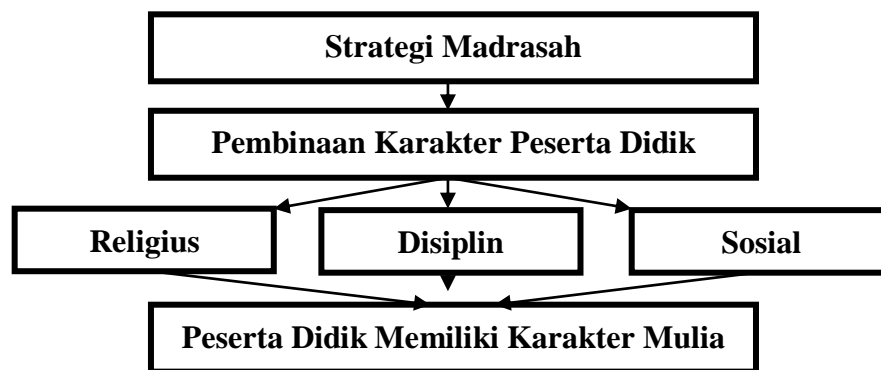 Strategi Madrasah
Pembinaan Karakter Peserta Didik
Religius
Disiplin
Sosial
Peserta Didik Memiliki Karakter Mulia